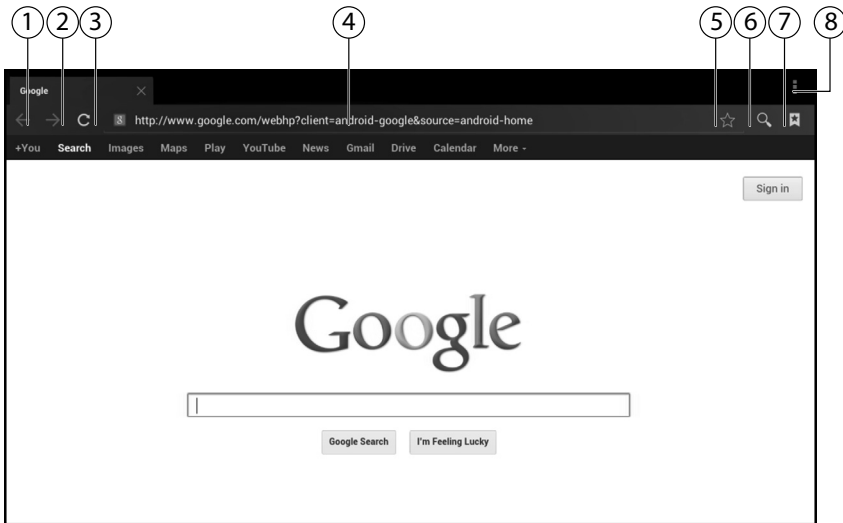 1 2 3 4 5 6 7 8
Google
8 http://www.google.com/webhp?client=android-google&source=android-home
+You Search Images Maps Play YouTube News Gmail Drive Calendar More
Sign in
Google
Google Search I'm Feeling Lucky